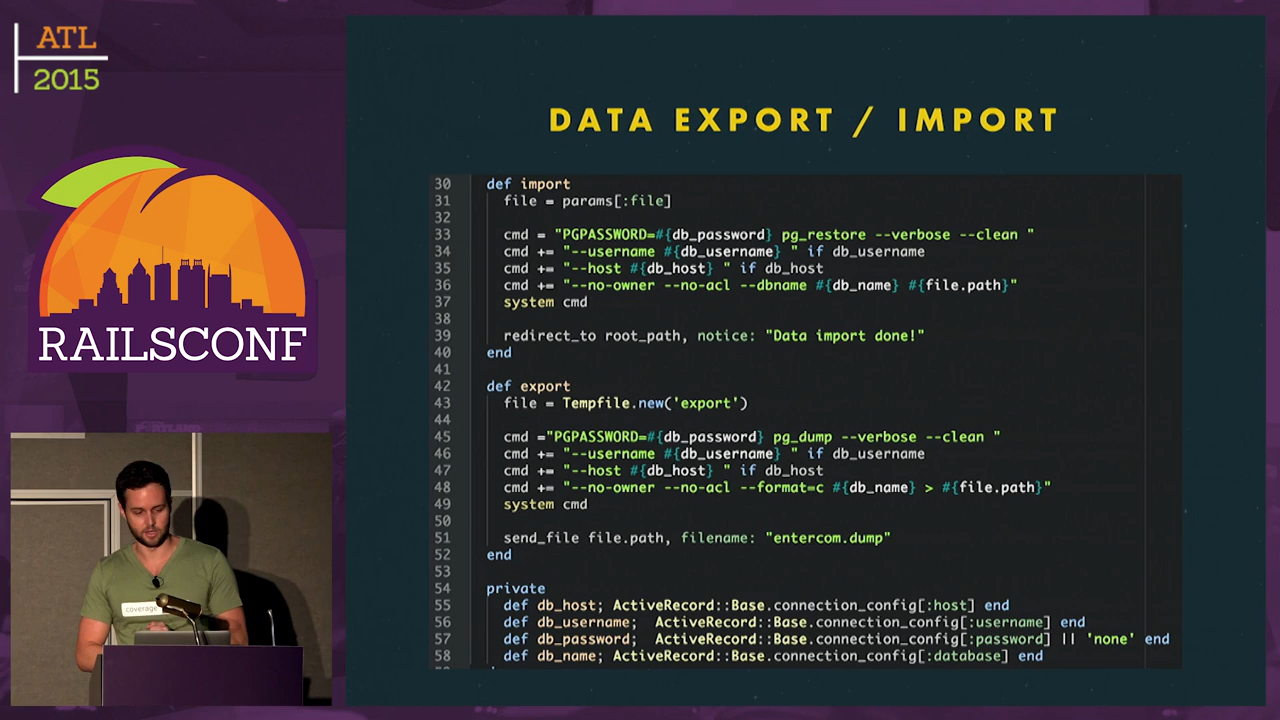 ATL
2015
RAILSCONF
coverage
DATA EXPORT / IMPORT
30 def import
31 file = params[:file]
32
33 cmd = "PGPASSWORD=#{db_password} pg_restore --verbose --clean "
34 cmd += "--username #{db_username} " if db_username
35 cmd += "--host #{db_host} " if db_host
36 cmd += "--no-owner --no-acl --dbname #{db_name} #{file.path}"
37 system cmd
38
39 redirect_to root_path, notice: "Data import done!"
40 end
41
42 def export
43 file = Tempfile.new('export')
44
45 cmd ="PGPASSWORD=#{db_password} pg_dump --verbose --clean "
46 cmd += "--username #{db_username} " if db_username
47 cmd += "--host #{db_host} " if db_host
48 cmd += "--no-owner --no-acl --format=c #{db_name} > #{file.path}"
49 system cmd
50
51 send_file file.path, filename: "entercom.dump"
52 end
53
54 private
55 def db_host; ActiveRecord::Base.connection_config[:host] end
56 def db_username; ActiveRecord::Base.connection_config[:username] end
57 def db_password; ActiveRecord::Base.connection_config[:password] || 'none' end
58 def db_name; ActiveRecord::Base.connection_config[:database] end